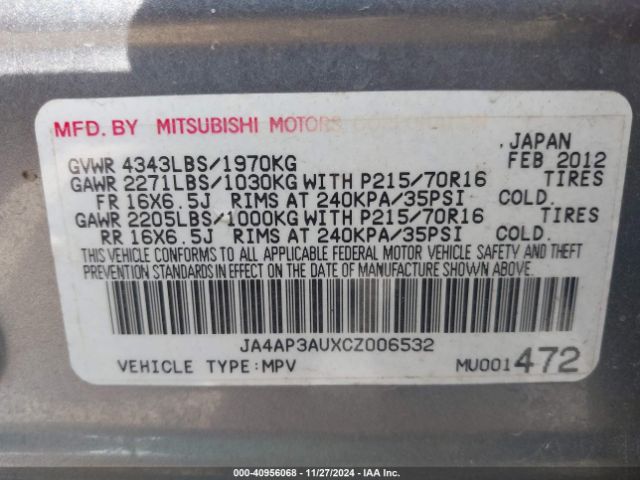 MFD. BY MITSUBISHI MOTORS CORPORATION
JAPAN
GVWR 4343LBS/1970KG FEB 2012
GAWR 2271LBS/1030KG WITH P215/70R16 TIRES
FR 16X6.5J RIMS AT 240KPA/35PSI COLD.
GAWR 2205LBS/1000KG WITH P215/70R16 TIRES
RR 16X6.5J RIMS AT 240KPA/35PSI COLD.
THIS VEHICLE CONFORMS TO ALL APPLICABLE FEDERAL MOTOR VEHICLE SAFETY AND THEFT
PREVENTION STANDARDS IN EFFECT ON THE DATE OF MANUFACTURE SHOWN ABOVE.
JA4AP3AUXCZ006532
VEHICLE TYPE:MPV MU001472
000-40956068 - 11/27/2024 - IAA Inc. Copart